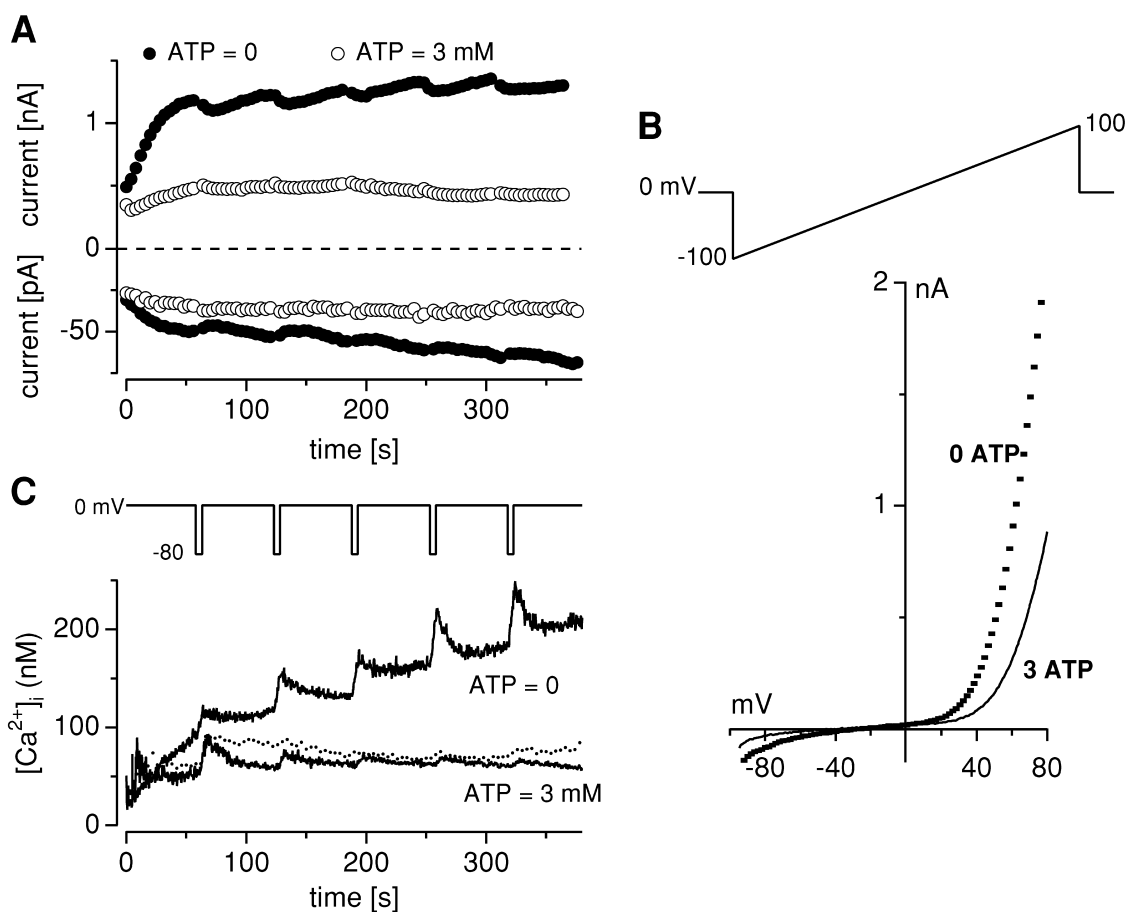 A
ATP = 0
ATP = 3 mM
current [nA]
1
0
current [pA]
-50
0
100
200
300
time [s]
B
100
0 mV
-100
2
nA
0 ATP
1
3 ATP
mV
-80
-40
40
80
C
0 mV
-80
[Ca²⁺]ᵢ (nM)
200
ATP = 0
100
ATP = 3 mM
0
0
100
200
300
time [s]